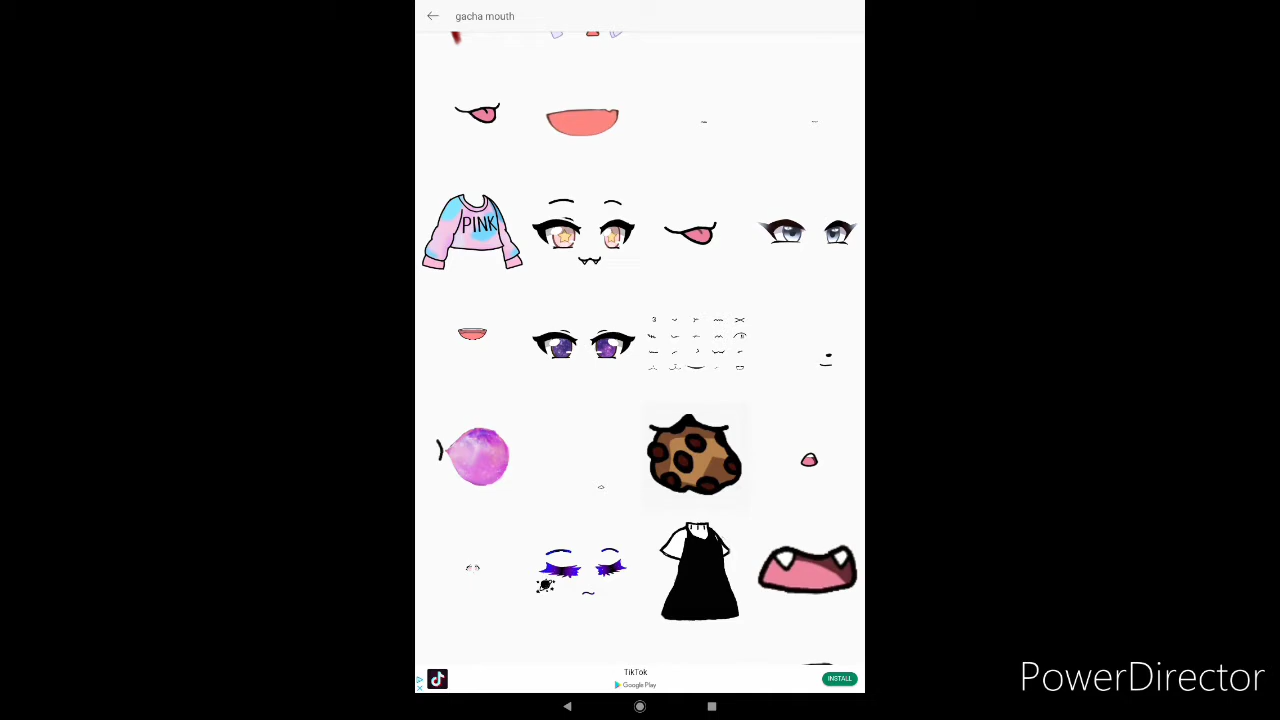 gacha mouth
PINK
TikTok
Google Play
INSTALL
PowerDirector